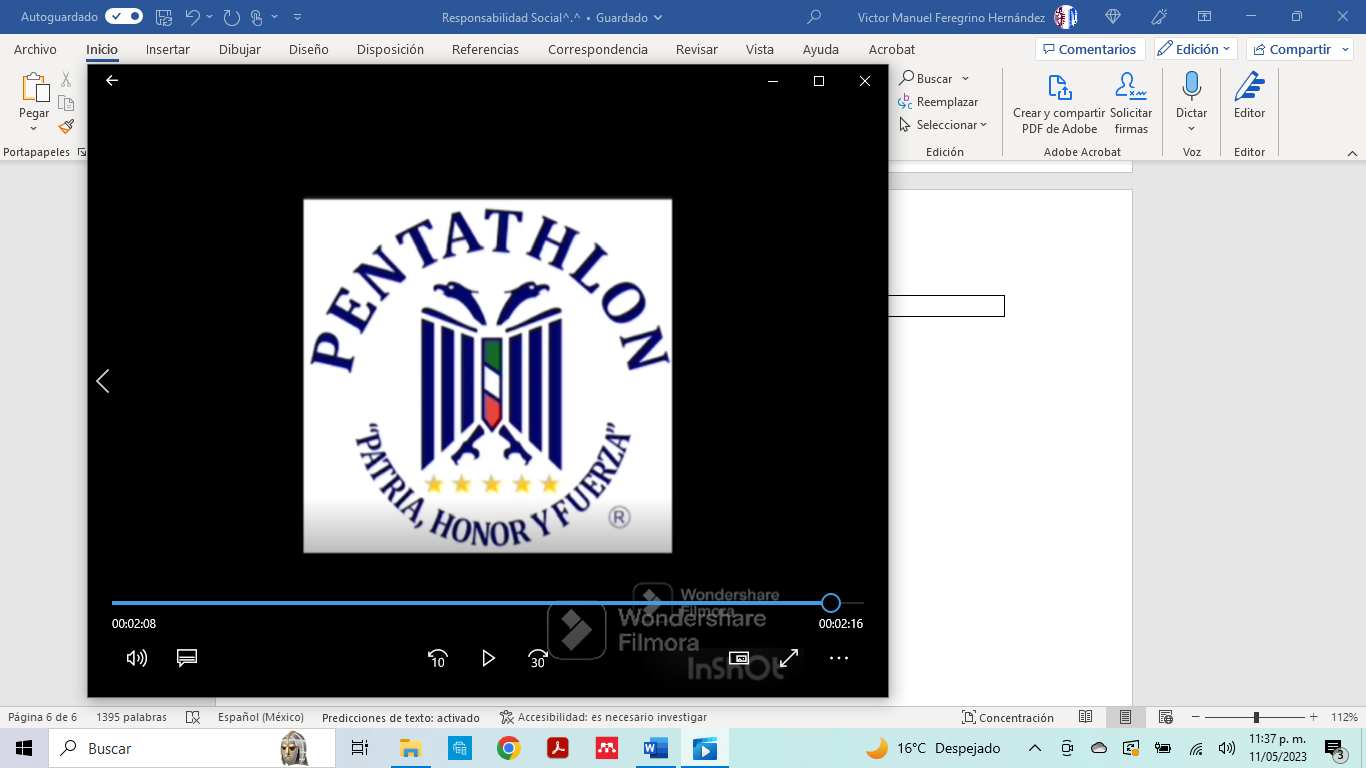 Autoguardado
Responsabilidad Social^.^ • Guardado
Victor Manuel Feregrino Hernández
Archivo Inicio Insertar Dibujar Diseño Disposición Referencias Correspondencia Revisar Vista Ayuda Acrobat
Comentarios Edición Compartir
Pegar
Portapapeles
Buscar
Reemplazar
Seleccionar
Edición
Crear y compartir
PDF de Adobe
Solicitar
firmas
Adobe Acrobat
Dictar
Voz
Editor
Editor
PENTATHLON
"PATRIA, HONOR Y FUERZA"
®
Wondershare
Filmora
Wondershare
Filmora
InShOt
00:02:08
00:02:16
10
30
Página 6 de 6 1395 palabras Español (México) Predicciones de texto: activado Accesibilidad: es necesario investigar
Concentración
112%
Buscar
16°C Despejado
11:37 p. m.
11/05/2023
3